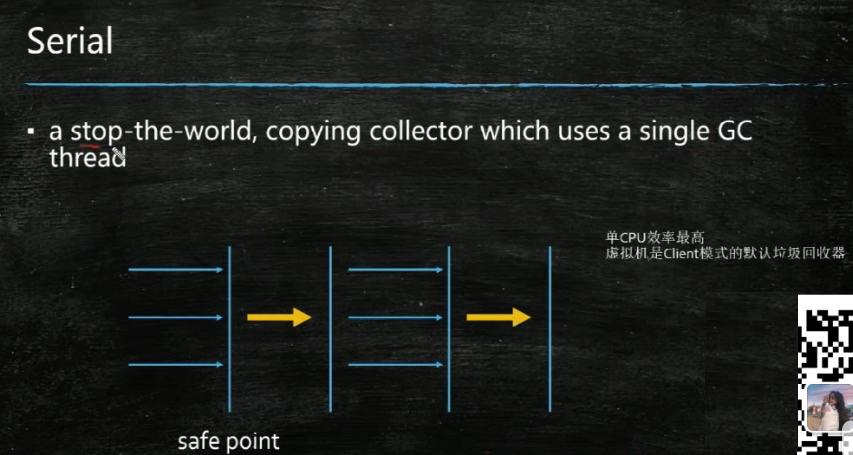 Serial
▪ a stop-the-world, copying collector which uses a single GC
thread
单CPU效率最高
虚拟机是Client模式的默认垃圾回收器
safe point